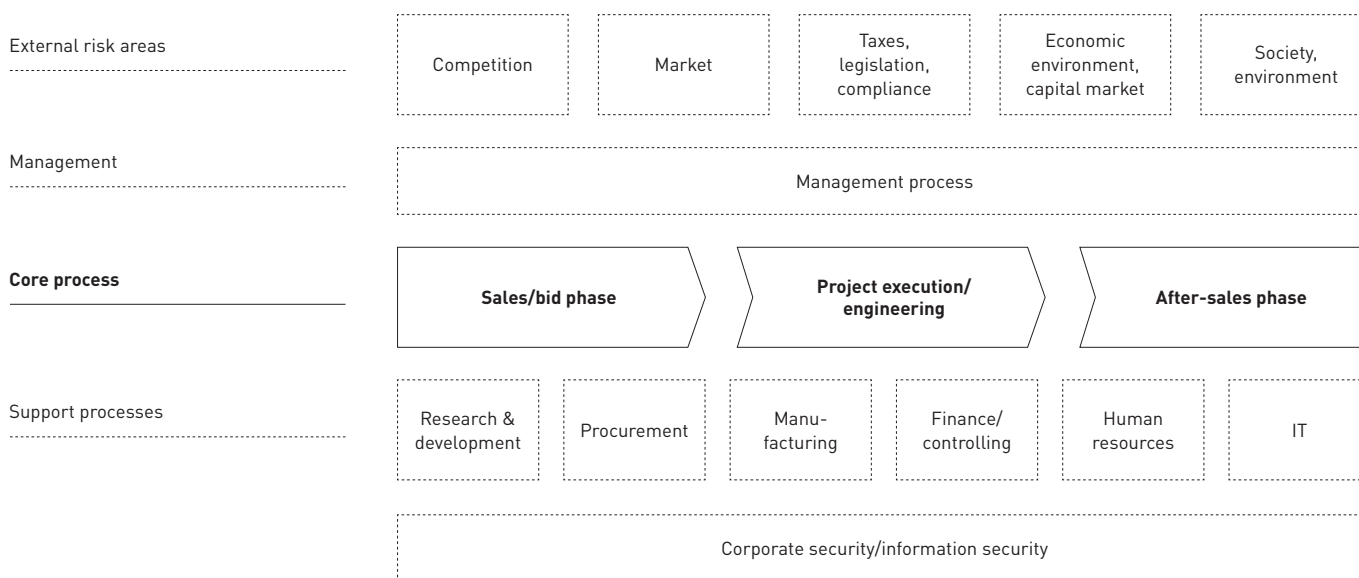 External risk areas
Competition
Market
Taxes,
legislation,
compliance
Economic
environment,
capital market
Society,
environment
Management
Management process
Core process
Sales/bid phase
Project execution/
engineering
After-sales phase
Support processes
Research &
development
Procurement
Manu-
facturing
Finance/
controlling
Human
resources
IT
Corporate security/information security